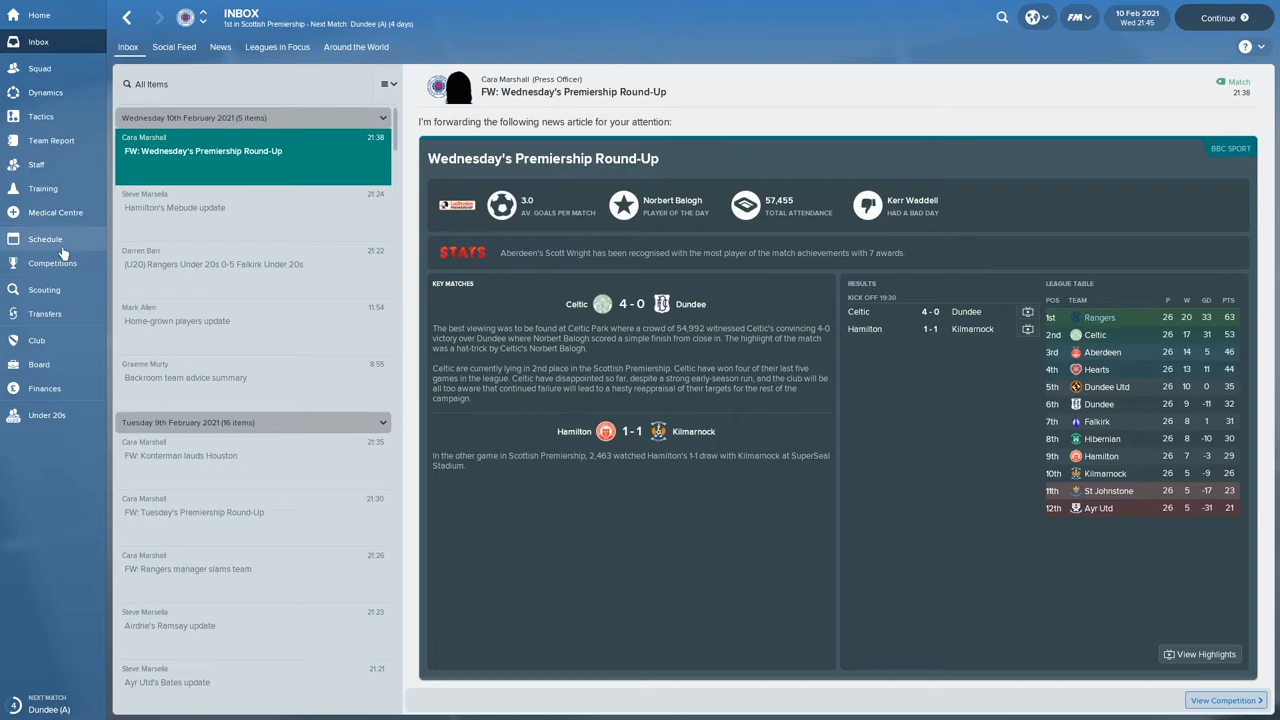 Home
Inbox
Squad
Dynamics
Tactics
Team Report
Staff
Training
Medical Centre
Schedule
Competitions
Scouting
Transfers
Club
Board
Finances
Under 20s
4
NEXT MATCH
Dundee (A)
INBOX
1st in Scottish Premiership - Next Match: Dundee (A) (4 days)
FM
10 Feb 2021
Wed 21:45
Continue
Inbox
Social Feed
News
Leagues in Focus
Around the World
?
All Items
Wednesday 10th February 2021 (5 items)
Cara Marshall 21:38
FW: Wednesday's Premiership Round-Up
Steve Marsella 21:24
Hamilton's Mebude update
Darren Barr 21:22
(U20) Rangers Under 20s 0-5 Falkirk Under 20s
Mark Allen 11:54
Home-grown players update
Graeme Murty 8:55
Backroom team advice summary
Tuesday 9th February 2021 (16 items)
Cara Marshall 21:35
FW: Konterman lauds Houston
Cara Marshall 21:30
FW: Tuesday's Premiership Round-Up
Cara Marshall 21:26
FW: Rangers manager slams team
Steve Marsella 21:23
Airdrie's Ramsay update
Steve Marsella 21:21
Ayr Utd's Bates update
Cara Marshall (Press Officer)
FW: Wednesday's Premiership Round-Up
Match
21:38
I'm forwarding the following news article for your attention:
Wednesday's Premiership Round-Up
BBC SPORT
3.0
AV. GOALS PER MATCH
Norbert Balogh
PLAYER OF THE DAY
57,455
TOTAL ATTENDANCE
Kerr Waddell
HAD A BAD DAY
STATS
Aberdeen's Scott Wright has been recognised with the most player of the match achievements with 7 awards.
KEY MATCHES
Celtic 4 - 0 Dundee
The best viewing was to be found at Celtic Park where a crowd of 54,992 witnessed Celtic's convincing 4-0
victory over Dundee where Norbert Balogh scored a simple finish from close in. The highlight of the match
was a hat-trick by Celtic's Norbert Balogh.
Celtic are currently lying in 2nd place in the Scottish Premiership. Celtic have won four of their last five
games in the league. Celtic have disappointed so far, despite a strong early-season run, and the club will be
all too aware that continued failure will lead to a hasty reappraisal of their targets for the rest of the
campaign.
Hamilton 1 - 1 Kilmarnock
In the other game in Scottish Premiership, 2,463 watched Hamilton's 1-1 draw with Kilmarnock at SuperSeal
Stadium.
RESULTS
KICK OFF 19:30
Celtic 4 - 0 Dundee
Hamilton 1 - 1 Kilmarnock
LEAGUE TABLE
POS TEAM P W GD PTS
1st Rangers 26 20 33 63
2nd Celtic 26 17 31 53
3rd Aberdeen 26 14 5 46
4th Hearts 26 13 11 44
5th Dundee Utd 26 10 0 35
6th Dundee 26 9 -11 32
7th Falkirk 26 8 1 31
8th Hibernian 26 8 -10 30
9th Hamilton 26 7 -3 29
10th Kilmarnock 26 5 -9 26
11th St Johnstone 26 5 -17 23
12th Ayr Utd 26 5 -31 21
View Highlights
View Competition